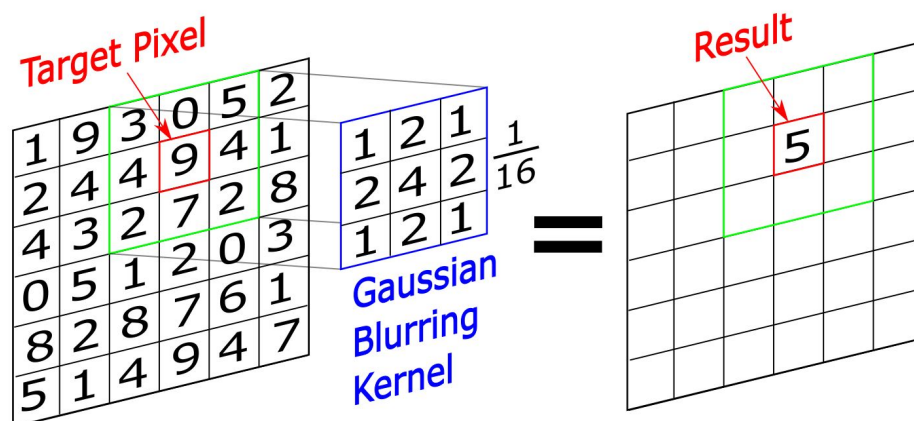 Target Pixel
1 9 3 0 5 2
2 4 4 9 4 1
4 3 2 7 2 8
0 5 1 2 0 3
8 2 8 7 6 1
5 1 4 9 4 7
1 2 1
2 4 2
1 2 1
1
16
Gaussian
Blurring
Kernel
=
Result
5